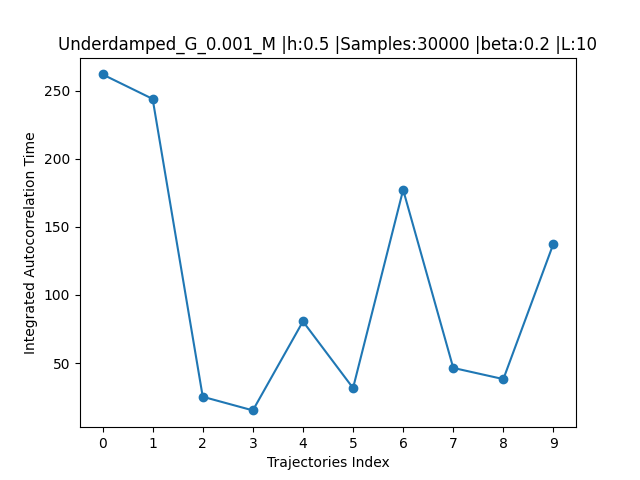 Underdamped_G_0.001_M |h:0.5 |Samples:30000 |beta:0.2 |L:10
Integrated Autocorrelation Time
250
200
150
100
50
0 1 2 3 4 5 6 7 8 9
Trajectories Index